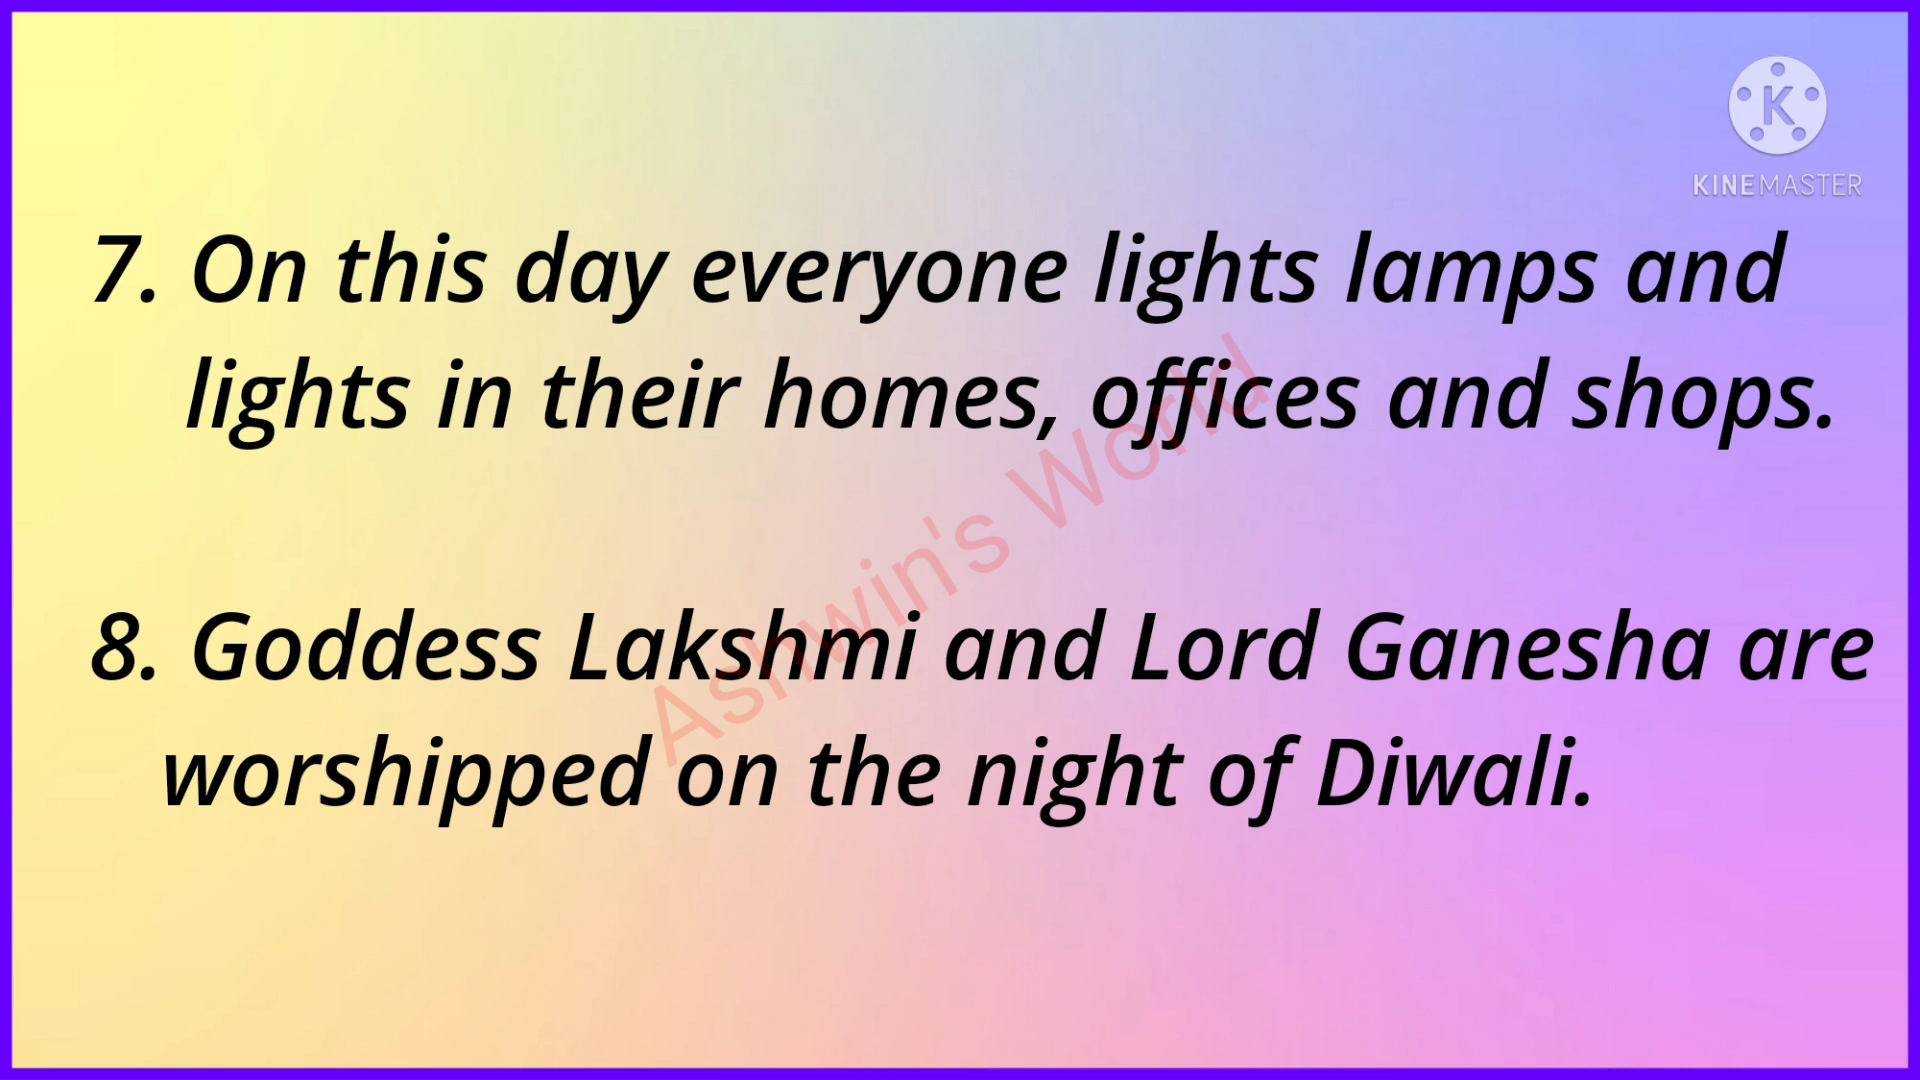 KINEMASTER
7. On this day everyone lights lamps and
lights in their homes, offices and shops.
Ashwin's World
8. Goddess Lakshmi and Lord Ganesha are
worshipped on the night of Diwali.